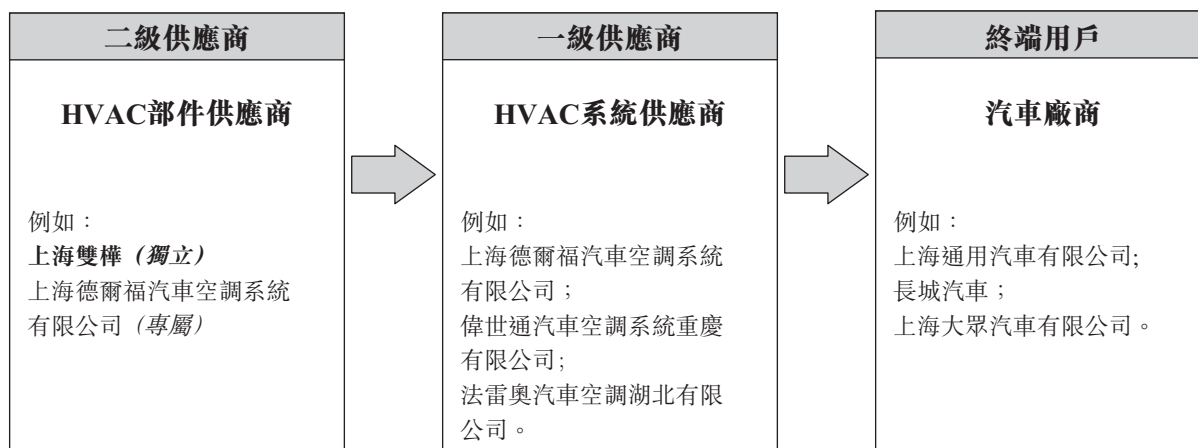 二級供應商
HVAC部件供應商
例如：
上海雙樺（獨立）
上海德爾福汽車空調系統
有限公司（專屬）
一級供應商
HVAC系統供應商
例如：
上海德爾福汽車空調系統
有限公司；
偉世通汽車空調系統重慶
有限公司;
法雷奧汽車空調湖北有限
公司。
終端用戶
汽車廠商
例如：
上海通用汽車有限公司;
長城汽車；
上海大眾汽車有限公司。